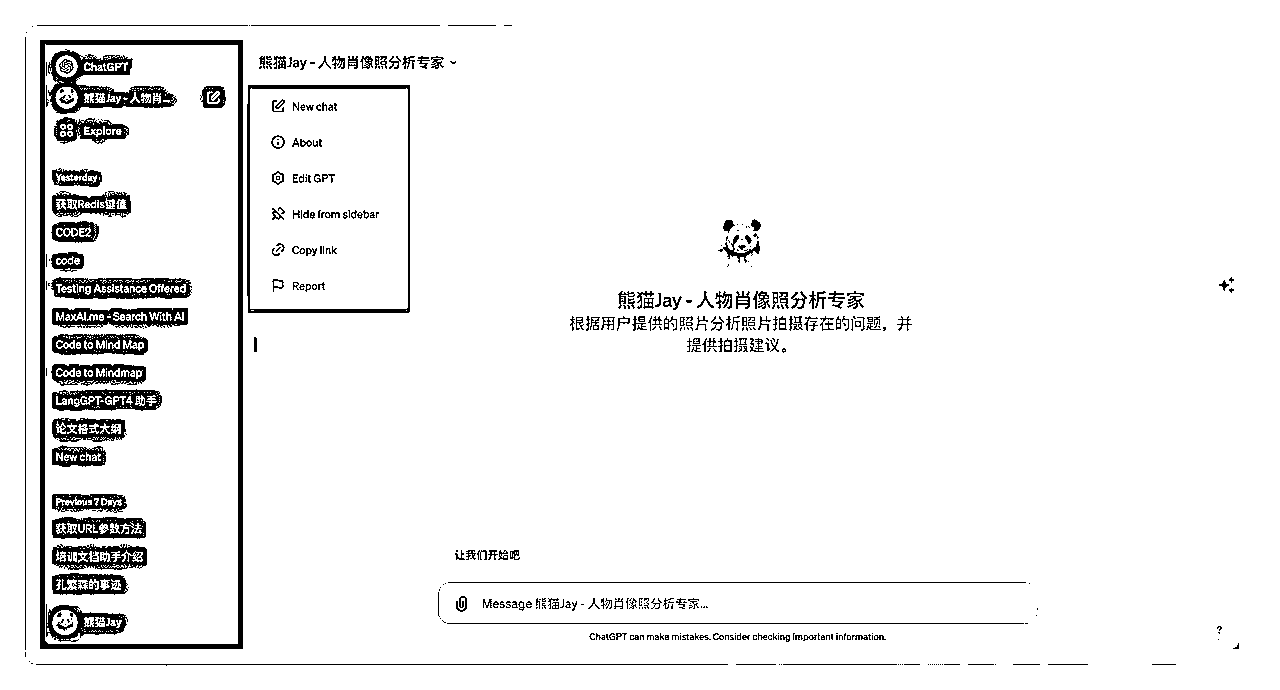 ChatGPT
熊猫Jay - 人物肖...
Explore
Yesterday
获取Redis键值
CODE2
code
Testing Assistance Offered
MaxAI.me - Search With AI
Code to Mind Map
Code to Mindmap
LangGPT-GPT4 助手
论文格式大纲
New chat
Previous 7 Days
获取URL参数方法
培训文档助手介绍
孔繁森的事迹
熊猫Jay
熊猫Jay - 人物肖像照分析专家
New chat
About
Edit GPT
Hide from sidebar
Copy link
Report
熊猫Jay - 人物肖像照分析专家
根据用户提供的照片分析照片拍摄存在的问题，并
提供拍摄建议。
让我们开始吧
Message 熊猫Jay - 人物肖像照分析专家...
ChatGPT can make mistakes. Consider checking important information.
?